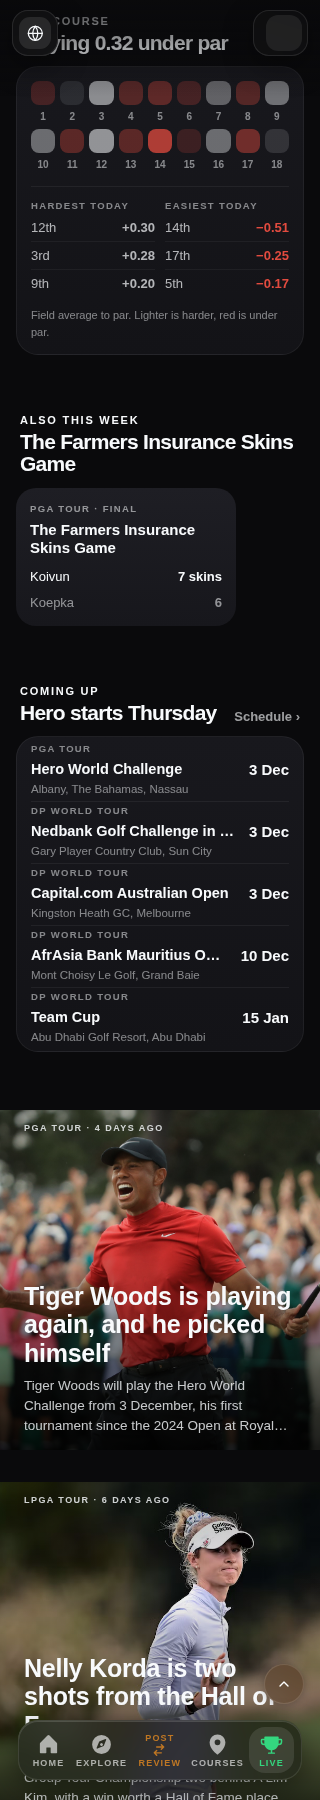 COURSE
ying 0.32 under par
1 2 3 4 5 6 7 8 9
10 11 12 13 14 15 16 17 18
HARDEST TODAY EASIEST TODAY
12th +0.30 14th −0.51
3rd +0.28 17th −0.25
9th +0.20 5th −0.17
Field average to par. Lighter is harder, red is under
par.
ALSO THIS WEEK
The Farmers Insurance Skins
Game
PGA TOUR · FINAL
The Farmers Insurance
Skins Game
Koivun 7 skins
Koepka 6
COMING UP
Hero starts Thursday Schedule ›
PGA TOUR
Hero World Challenge 3 Dec
Albany, The Bahamas, Nassau
DP WORLD TOUR
Nedbank Golf Challenge in … 3 Dec
Gary Player Country Club, Sun City
DP WORLD TOUR
Capital.com Australian Open 3 Dec
Kingston Heath GC, Melbourne
DP WORLD TOUR
AfrAsia Bank Mauritius O… 10 Dec
Mont Choisy Le Golf, Grand Baie
DP WORLD TOUR
Team Cup 15 Jan
Abu Dhabi Golf Resort, Abu Dhabi
PGA TOUR · 4 DAYS AGO
Tiger Woods is playing
again, and he picked
himself
Tiger Woods will play the Hero World
Challenge from 3 December, his first
tournament since the 2024 Open at Royal…
LPGA TOUR · 6 DAYS AGO
Goldman Sachs
Nelly Korda is two
shots from the Hall of
POST
HOME EXPLORE REVIEW COURSES LIVE
Kim, with a win worth a Hall of Fame place